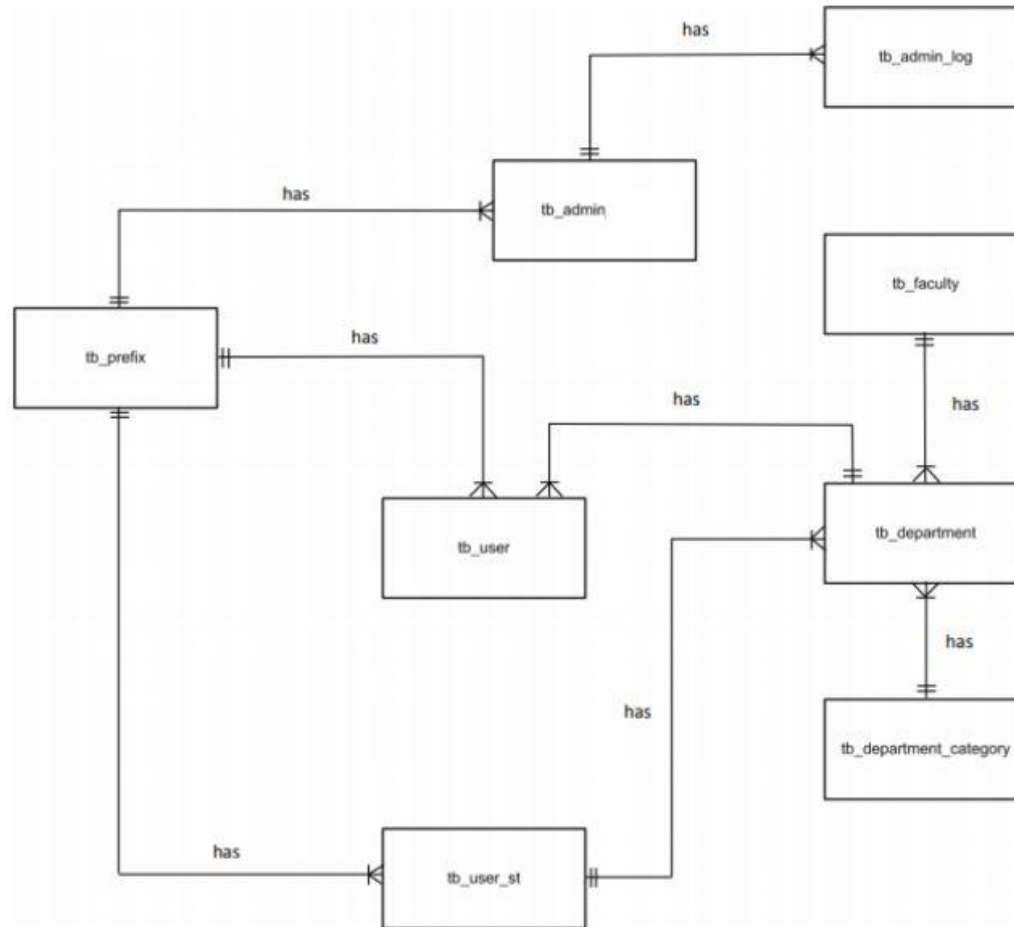 has
tb_admin_log
has
tb_admin
tb_faculty
tb_prefix
has
has
has
tb_user
tb_department
has
has
tb_department_category
has
tb_user_st